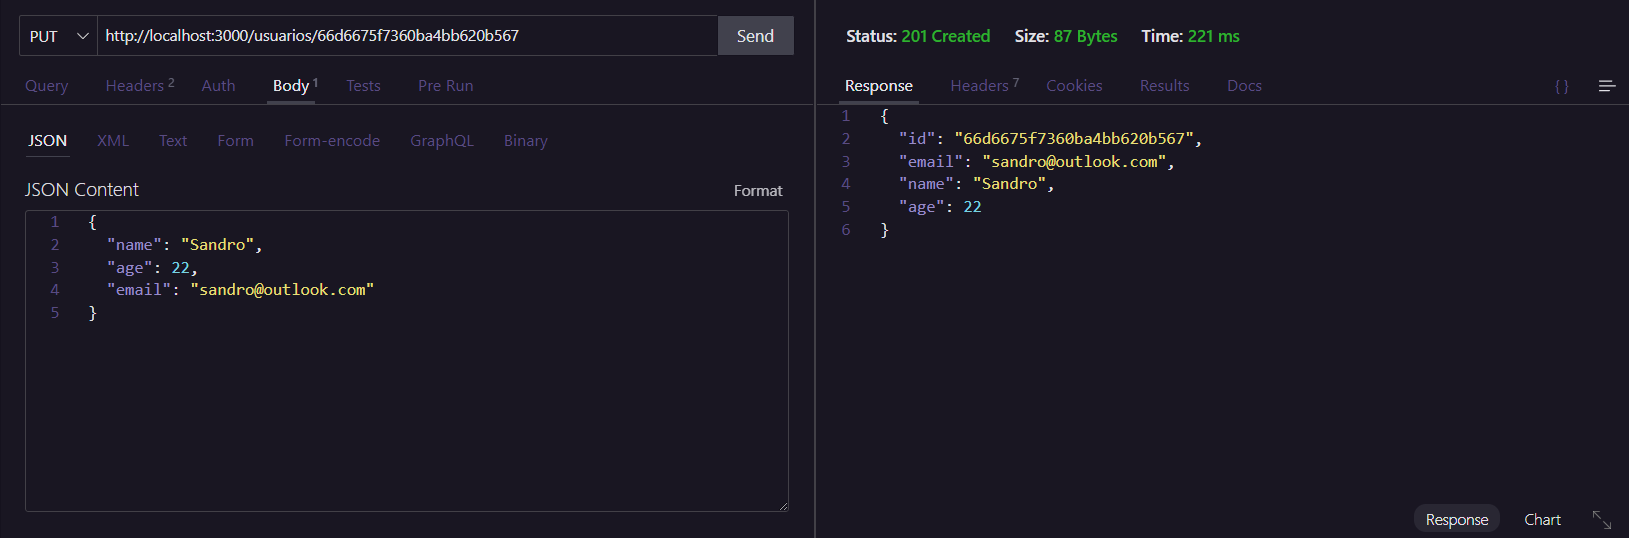 PUT http://localhost:3000/usuarios/66d6675f7360ba4bb620b567 Send
Query Headers 2 Auth Body 1 Tests Pre Run
JSON XML Text Form Form-encode GraphQL Binary
JSON Content Format
1 {
2 "name": "Sandro",
3 "age": 22,
4 "email": "sandro@outlook.com"
5 }
Status: 201 Created Size: 87 Bytes Time: 221 ms
Response Headers 7 Cookies Results Docs { }
1 {
2 "id": "66d6675f7360ba4bb620b567",
3 "email": "sandro@outlook.com",
4 "name": "Sandro",
5 "age": 22
6 }
Response Chart